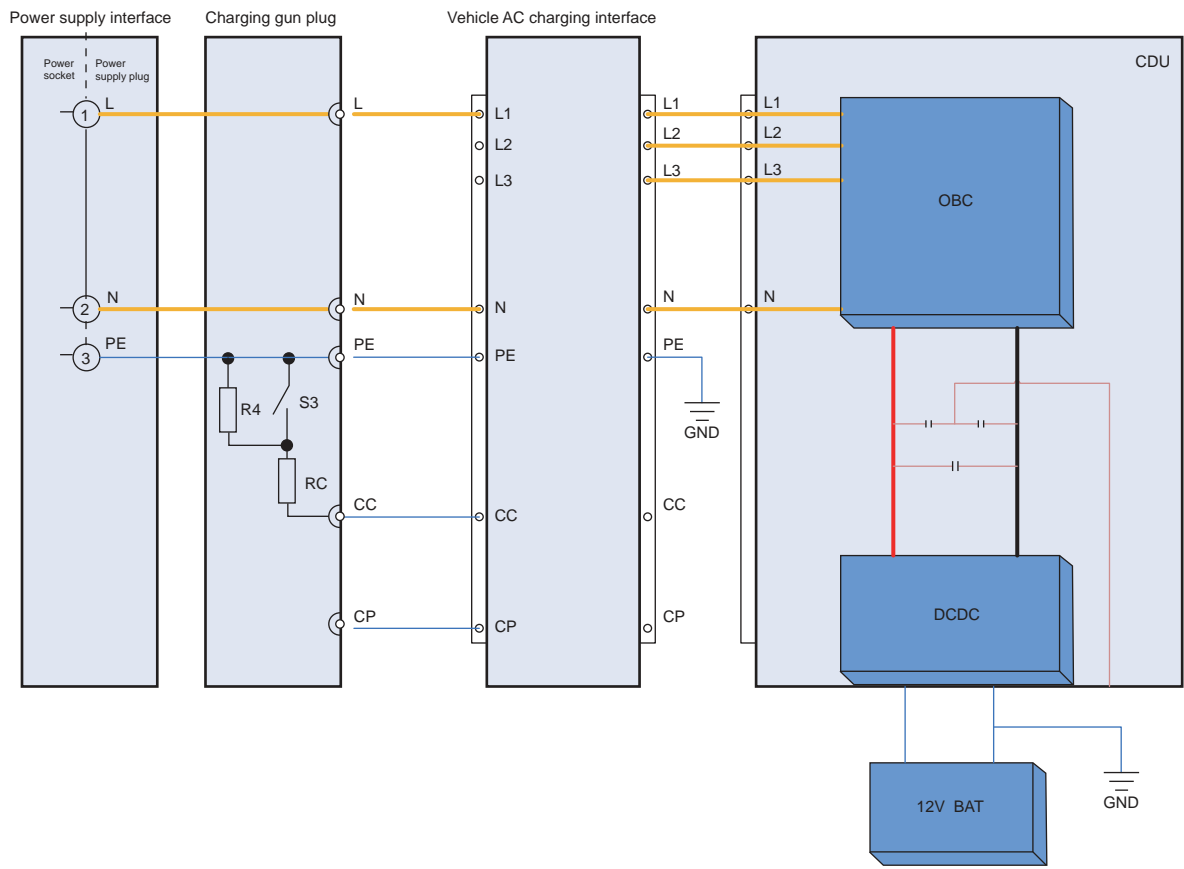 Power supply interface
Charging gun plug
Vehicle AC charging interface
Power socket
Power supply plug
CDU
1
L
L
L1
L1
L1
L2
L2
L2
L3
L3
L3
OBC
2
N
N
N
N
N
3
PE
PE
PE
PE
R4
S3
GND
RC
CC
CC
CC
CP
CP
CP
DCDC
12V BAT
GND